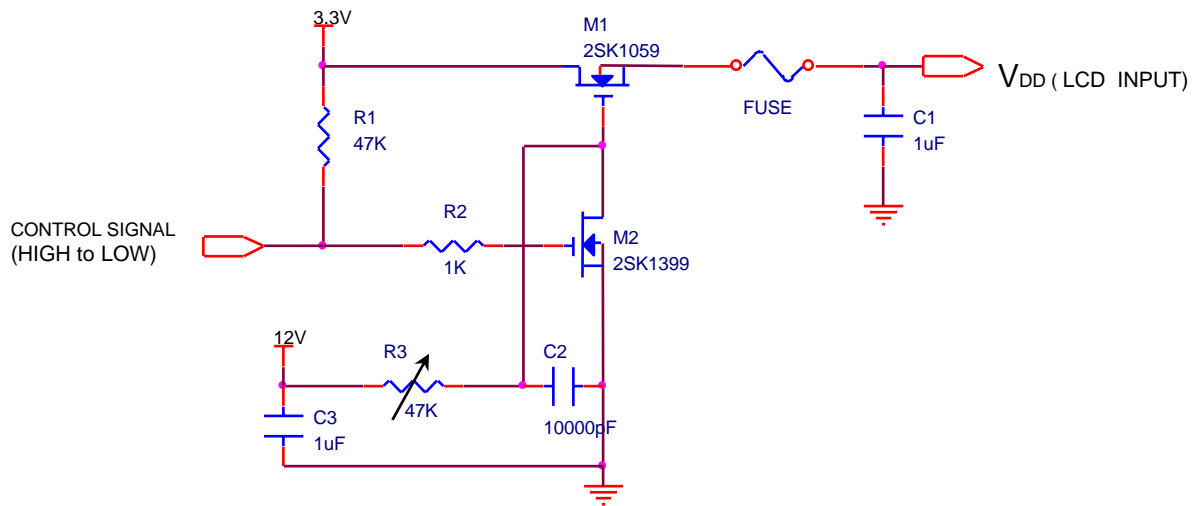 3.3V
M1
2SK1059
FUSE
VDD ( LCD INPUT)
R1
47K
C1
1uF
CONTROL SIGNAL
(HIGH to LOW)
R2
1K
M2
2SK1399
12V
R3
47K
C2
10000pF
C3
1uF